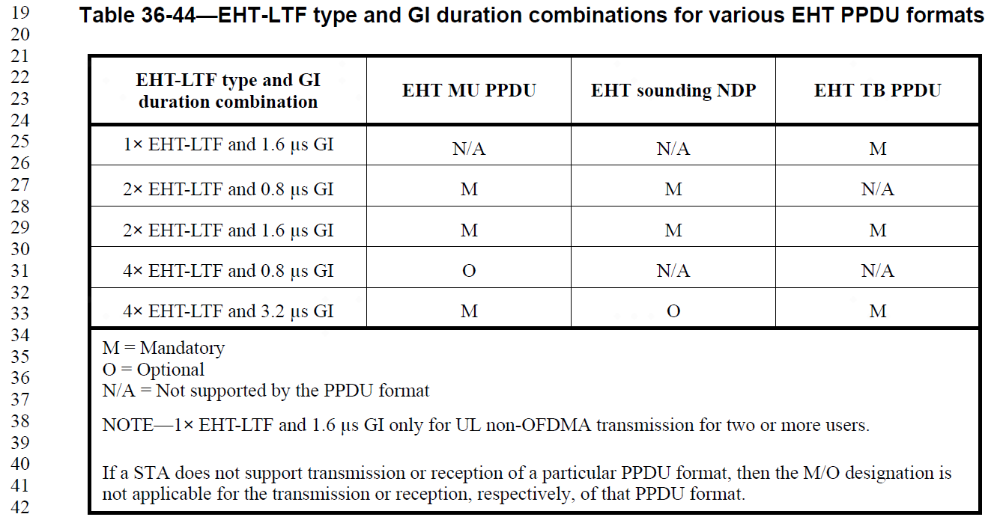 19
20
21
22
23
24
25
26
27
28
29
30
31
32
33
34
35
36
37
38
39
40
41
42
Table 36-44—EHT-LTF type and GI duration combinations for various EHT PPDU formats
EHT-LTF type and GI
duration combination
EHT MU PPDU
EHT sounding NDP
EHT TB PPDU
1× EHT-LTF and 1.6 µs GI
N/A
N/A
M
2× EHT-LTF and 0.8 µs GI
M
M
N/A
2× EHT-LTF and 1.6 µs GI
M
M
M
4× EHT-LTF and 0.8 µs GI
O
N/A
N/A
4× EHT-LTF and 3.2 µs GI
M
O
M
M = Mandatory
O = Optional
N/A = Not supported by the PPDU format
NOTE—1× EHT-LTF and 1.6 µs GI only for UL non-OFDMA transmission for two or more users.
If a STA does not support transmission or reception of a particular PPDU format, then the M/O designation is
not applicable for the transmission or reception, respectively, of that PPDU format.